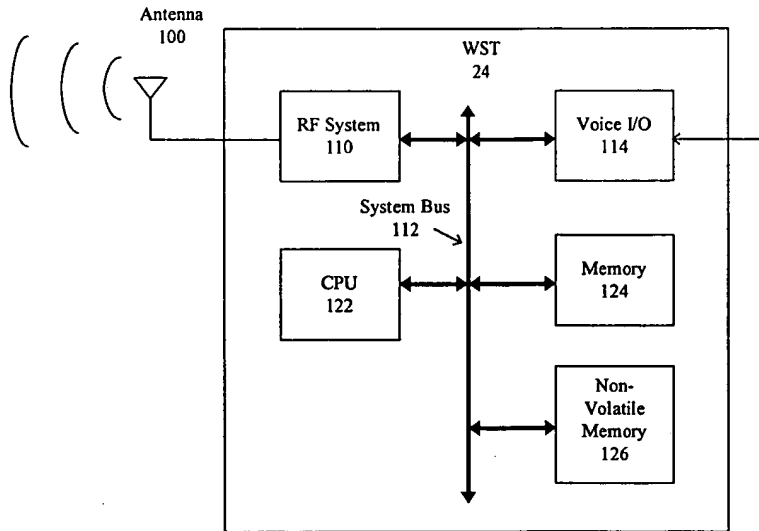 Antenna
100
WST
24
RF System
110
Voice I/O
114
System Bus
112
CPU
122
Memory
124
Non-
Volatile
Memory
126